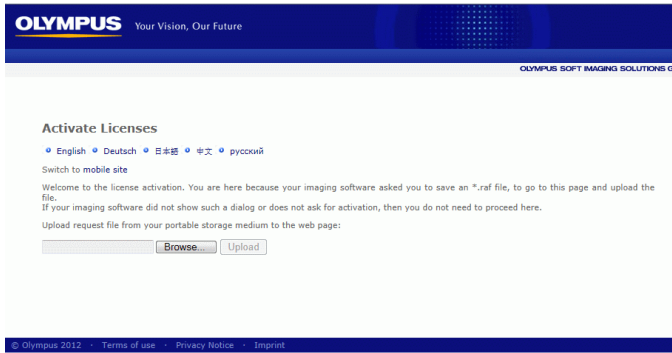 OLYMPUS Your Vision, Our Future
OLYMPUS SOFT IMAGING SOLUTIONS G
Activate Licenses
English Deutsch 日本語 中文 русский
Switch to mobile site
Welcome to the license activation. You are here because your imaging software asked you to save an *.raf file, to go to this page and upload the
file.
If your imaging software did not show such a dialog or does not ask for activation, then you do not need to proceed here.
Upload request file from your portable storage medium to the web page:
Browse... Upload
© Olympus 2012 · Terms of use · Privacy Notice · Imprint